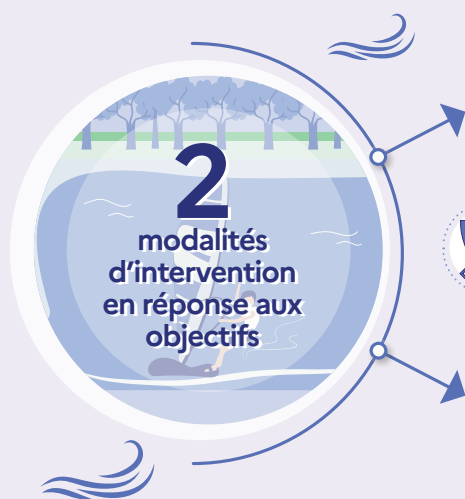 2
modalités
d’intervention
en réponse aux
objectifs